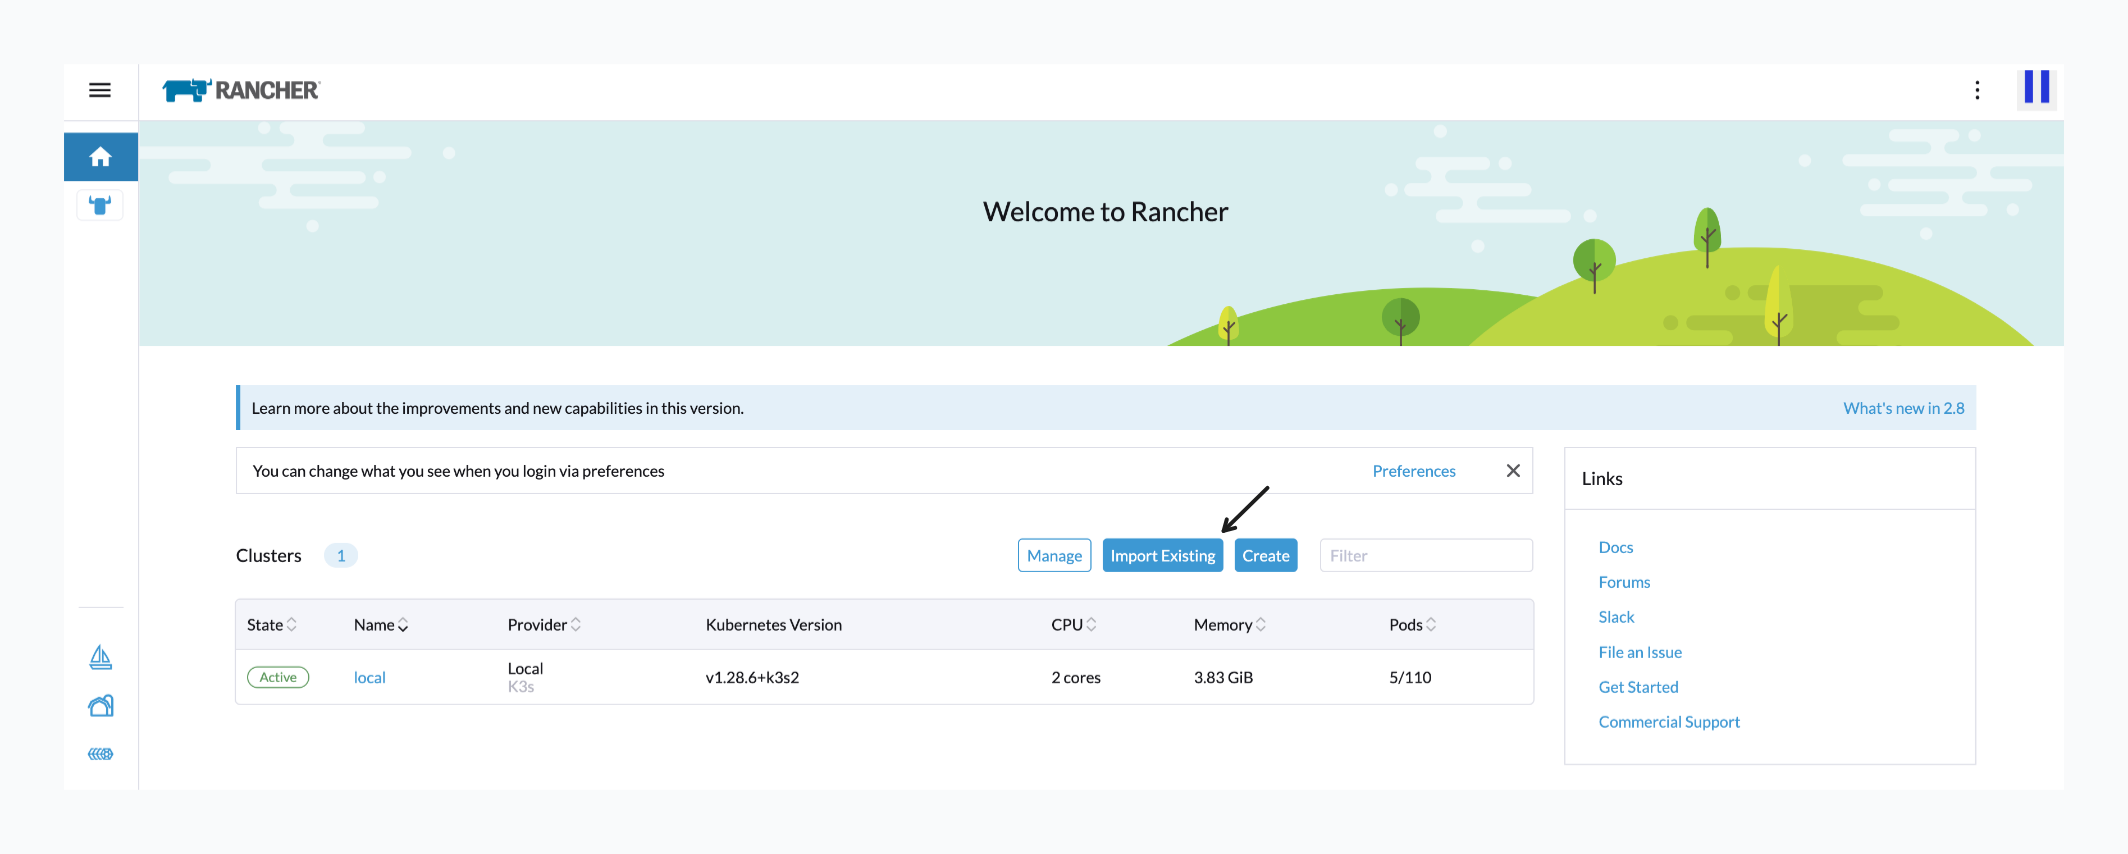 RANCHER
Welcome to Rancher
Learn more about the improvements and new capabilities in this version. What's new in 2.8
You can change what you see when you login via preferences Preferences
Links
Docs
Forums
Slack
File an Issue
Get Started
Commercial Support
Clusters 1 Manage Import Existing Create Filter
State Name Provider Kubernetes Version CPU Memory Pods
Active local Local v1.28.6+k3s2 2 cores 3.83 GiB 5/110
K3s